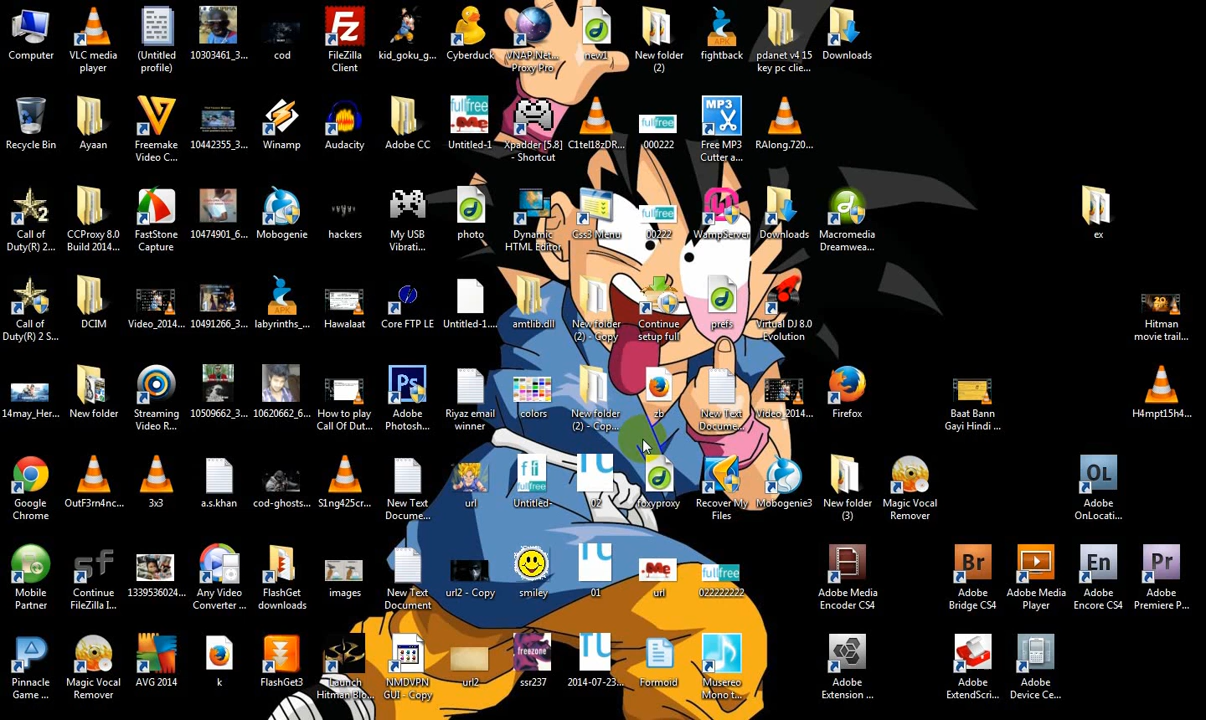 Computer
VLC media
player
(Untitled
profile)
10303461_3...
cod
FileZilla
Client
kid_goku_g...
Cyberduck
VNAP.Net...
Proxy Pro
new1
New folder
(2)
fightback
pdanet v4 15
key pc clie...
Downloads
Recycle Bin
Ayaan
Freemake
Video C...
10442355_3...
Winamp
Audacity
Adobe CC
Untitled-1
Xpadder [5.8]
- Shortcut
C1tel18zDR...
000222
Free MP3
Cutter a...
RAlong.720...
Call of
Duty(R) 2...
CCProxy 8.0
Build 2014...
FastStone
Capture
10474901_6...
Mobogenie
hackers
My USB
Vibrati...
photo
Dynamic
HTML Editor
Css3 Menu
00222
WampServer
Downloads
Macromedia
Dreamwea...
ex
Call of
Duty(R) 2 S...
DCIM
Video_2014...
10491266_3...
labyrinths_...
Hawalaat
Core FTP LE
Untitled-1....
amtlib.dll
New folder
(2) - Copy
Continue
setup full
prefs
Virtual DJ 8.0
Evolution
Hitman
movie trail...
14may_Her...
New folder
Streaming
Video R...
10509662_3...
10620662_6...
How to play
Call Of Dut...
Adobe
Photosh...
Riyaz email
winner
colors
New folder
(2) - Cop...
zb
New Text
Docume...
Video_2014...
Firefox
Baat Bann
Gayi Hindi ...
H4mpt15h4...
Google
Chrome
OutF3rn4nc...
3x3
a.s.khan
cod-ghosts...
S1ng425cr...
New Text
Docume...
url
Untitled-
02
foxyproxy
Recover My
Files
Mobogenie3
New folder
(3)
Magic Vocal
Remover
Adobe
OnLocati...
Mobile
Partner
Continue
FileZilla I...
1339536024...
Any Video
Converter ...
FlashGet
downloads
images
New Text
Document
url2 - Copy
smiley
01
url
022222222
Adobe Media
Encoder CS4
Adobe
Bridge CS4
Adobe Media
Player
Adobe
Encore CS4
Adobe
Premiere P...
Pinnacle
Game ...
Magic Vocal
Remover
AVG 2014
k
FlashGet3
Launch
Hitman Blo...
NMDVPN
GUI - Copy
url2
ssr237
2014-07-23...
Formoid
Musereo
Mono t...
Adobe
Extension ...
Adobe
ExtendScri...
Adobe
Device Ce...